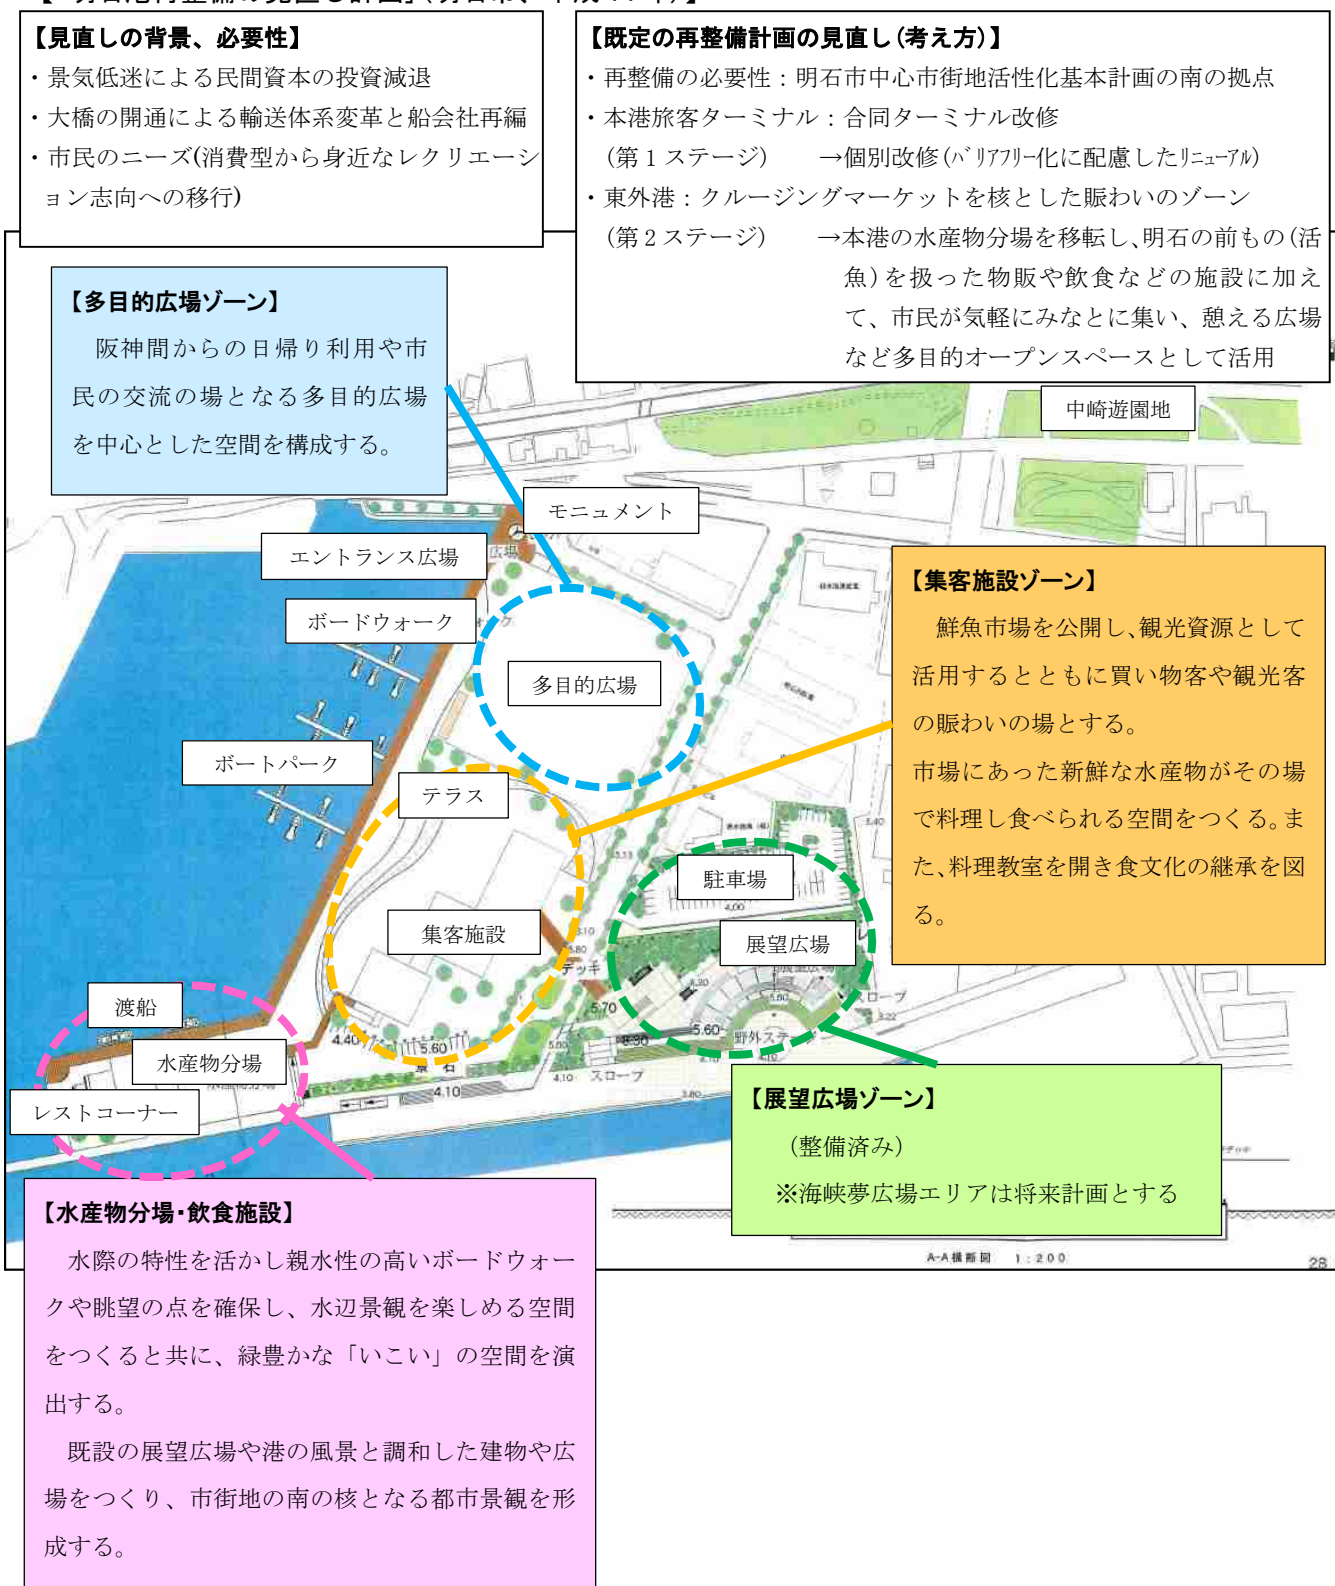 【見直しの背景、必要性】
・景気低迷による民間資本の投資減退
・大橋の開通による輸送体系変革と船会社再編
・市民のニーズ(消費型から身近なレクリエーシ
ョン志向への移行)
【既定の再整備計画の見直し(考え方)】
・再整備の必要性：明石市中心市街地活性化基本計画の南の拠点
・本港旅客ターミナル：合同ターミナル改修
(第1ステージ) →個別改修(ﾊﾞﾘｱﾌﾘｰ化に配慮したﾘﾆｭｰｱﾙ)
・東外港：クルージングマーケットを核とした賑わいのゾーン
(第2ステージ) →本港の水産物分場を移転し、明石の前もの(活
魚)を扱った物販や飲食などの施設に加え
て、市民が気軽にみなとに集い、憩える広場
など多目的オープンスペースとして活用
【多目的広場ゾーン】
阪神間からの日帰り利用や市
民の交流の場となる多目的広場
を中心とした空間を構成する。
中崎遊園地
モニュメント
エントランス広場
広場
ボードウォーク
多目的広場
ボートパーク
テラス
【集客施設ゾーン】
鮮魚市場を公開し、観光資源として
活用するとともに買い物客や観光客
の賑わいの場とする。
市場にあった新鮮な水産物がその場
で料理し食べられる空間をつくる。ま
た、料理教室を開き食文化の継承を図
る。
駐車場
4.00
集客施設
展望広場
デッキ
5.70
スロープ
渡船
水産物分場
レストコーナー
4.40
5.60
5.60
野外ステージ
4.10
4.10
スロープ
【展望広場ゾーン】
(整備済み)
※海峡夢広場エリアは将来計画とする
A-A横断図 1:200
28
【水産物分場・飲食施設】
水際の特性を活かし親水性の高いボードウォー
クや眺望の点を確保し、水辺景観を楽しめる空間
をつくると共に、緑豊かな「いこい」の空間を演
出する。
既設の展望広場や港の風景と調和した建物や広
場をつくり、市街地の南の核となる都市景観を形
成する。